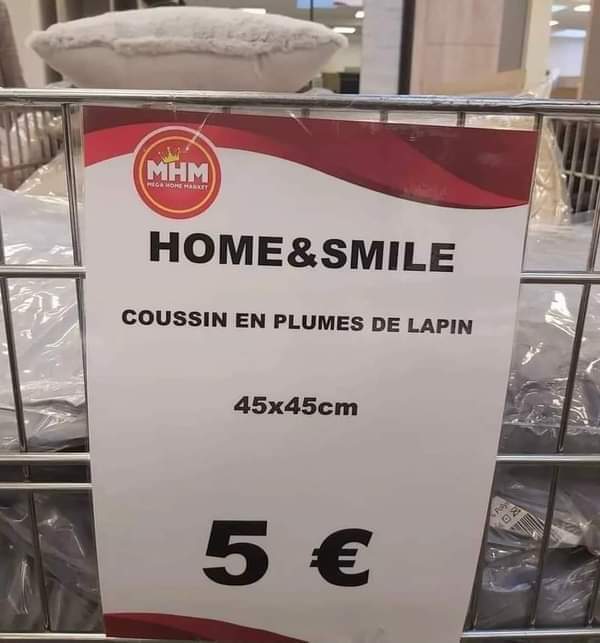 MHM
MEGA HOME MARKET
HOME&SMILE
COUSSIN EN PLUMES DE LAPIN
45x45cm
5 €